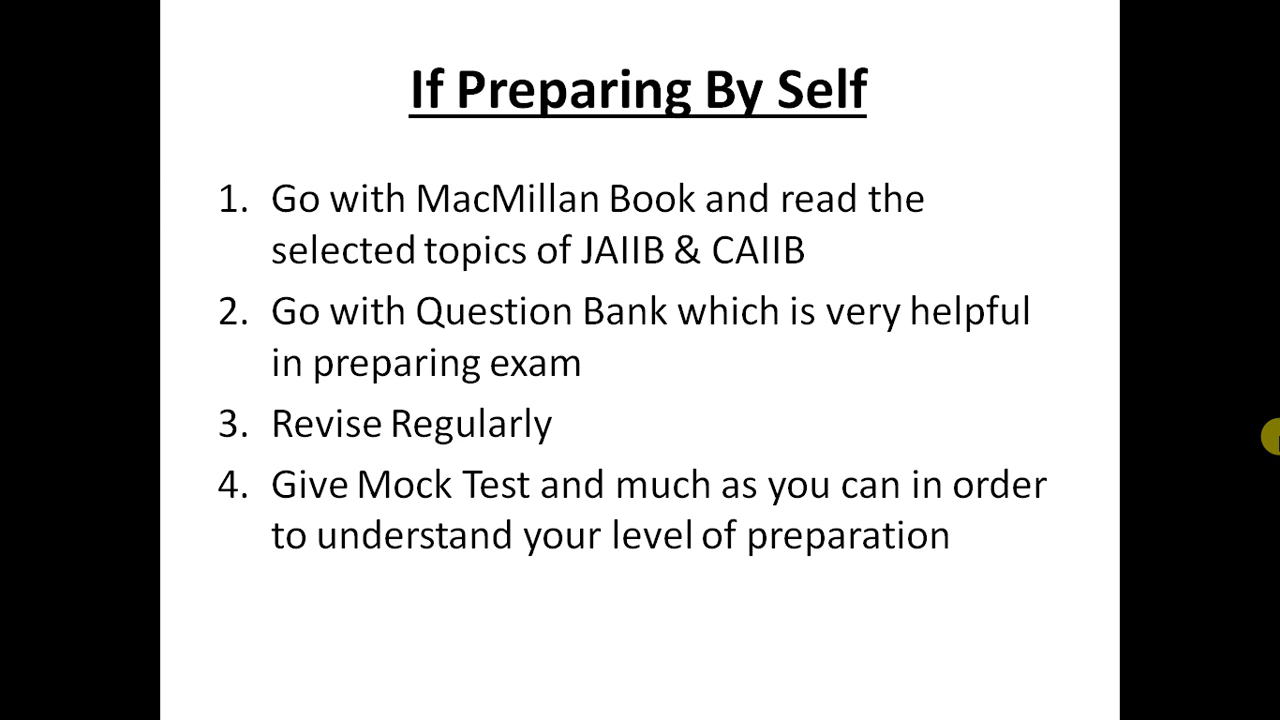 If Preparing By Self
1. Go with MacMillan Book and read the
selected topics of JAIIB & CAIIB
2. Go with Question Bank which is very helpful
in preparing exam
3. Revise Regularly
4. Give Mock Test and much as you can in order
to understand your level of preparation